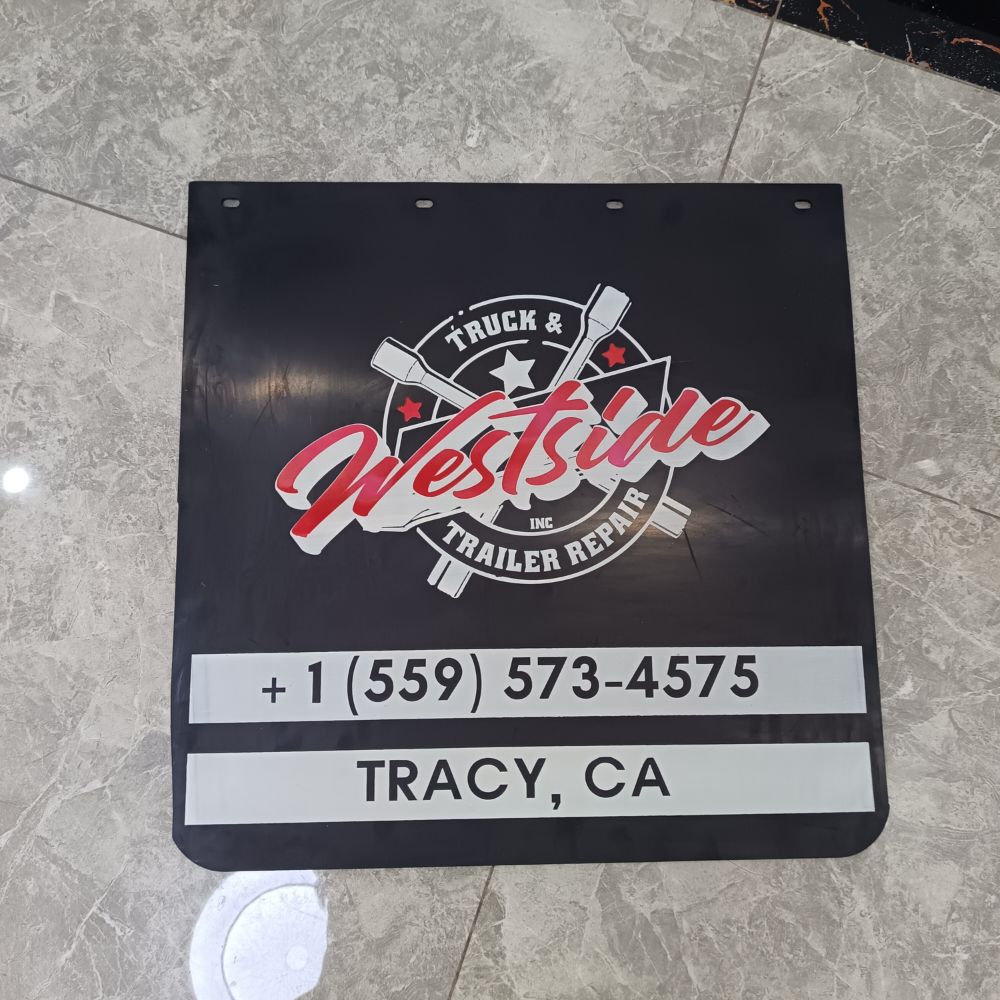 TRUCK &
Westside
INC
TRAILER REPAIR
+1 (559) 573-4575
TRACY, CA